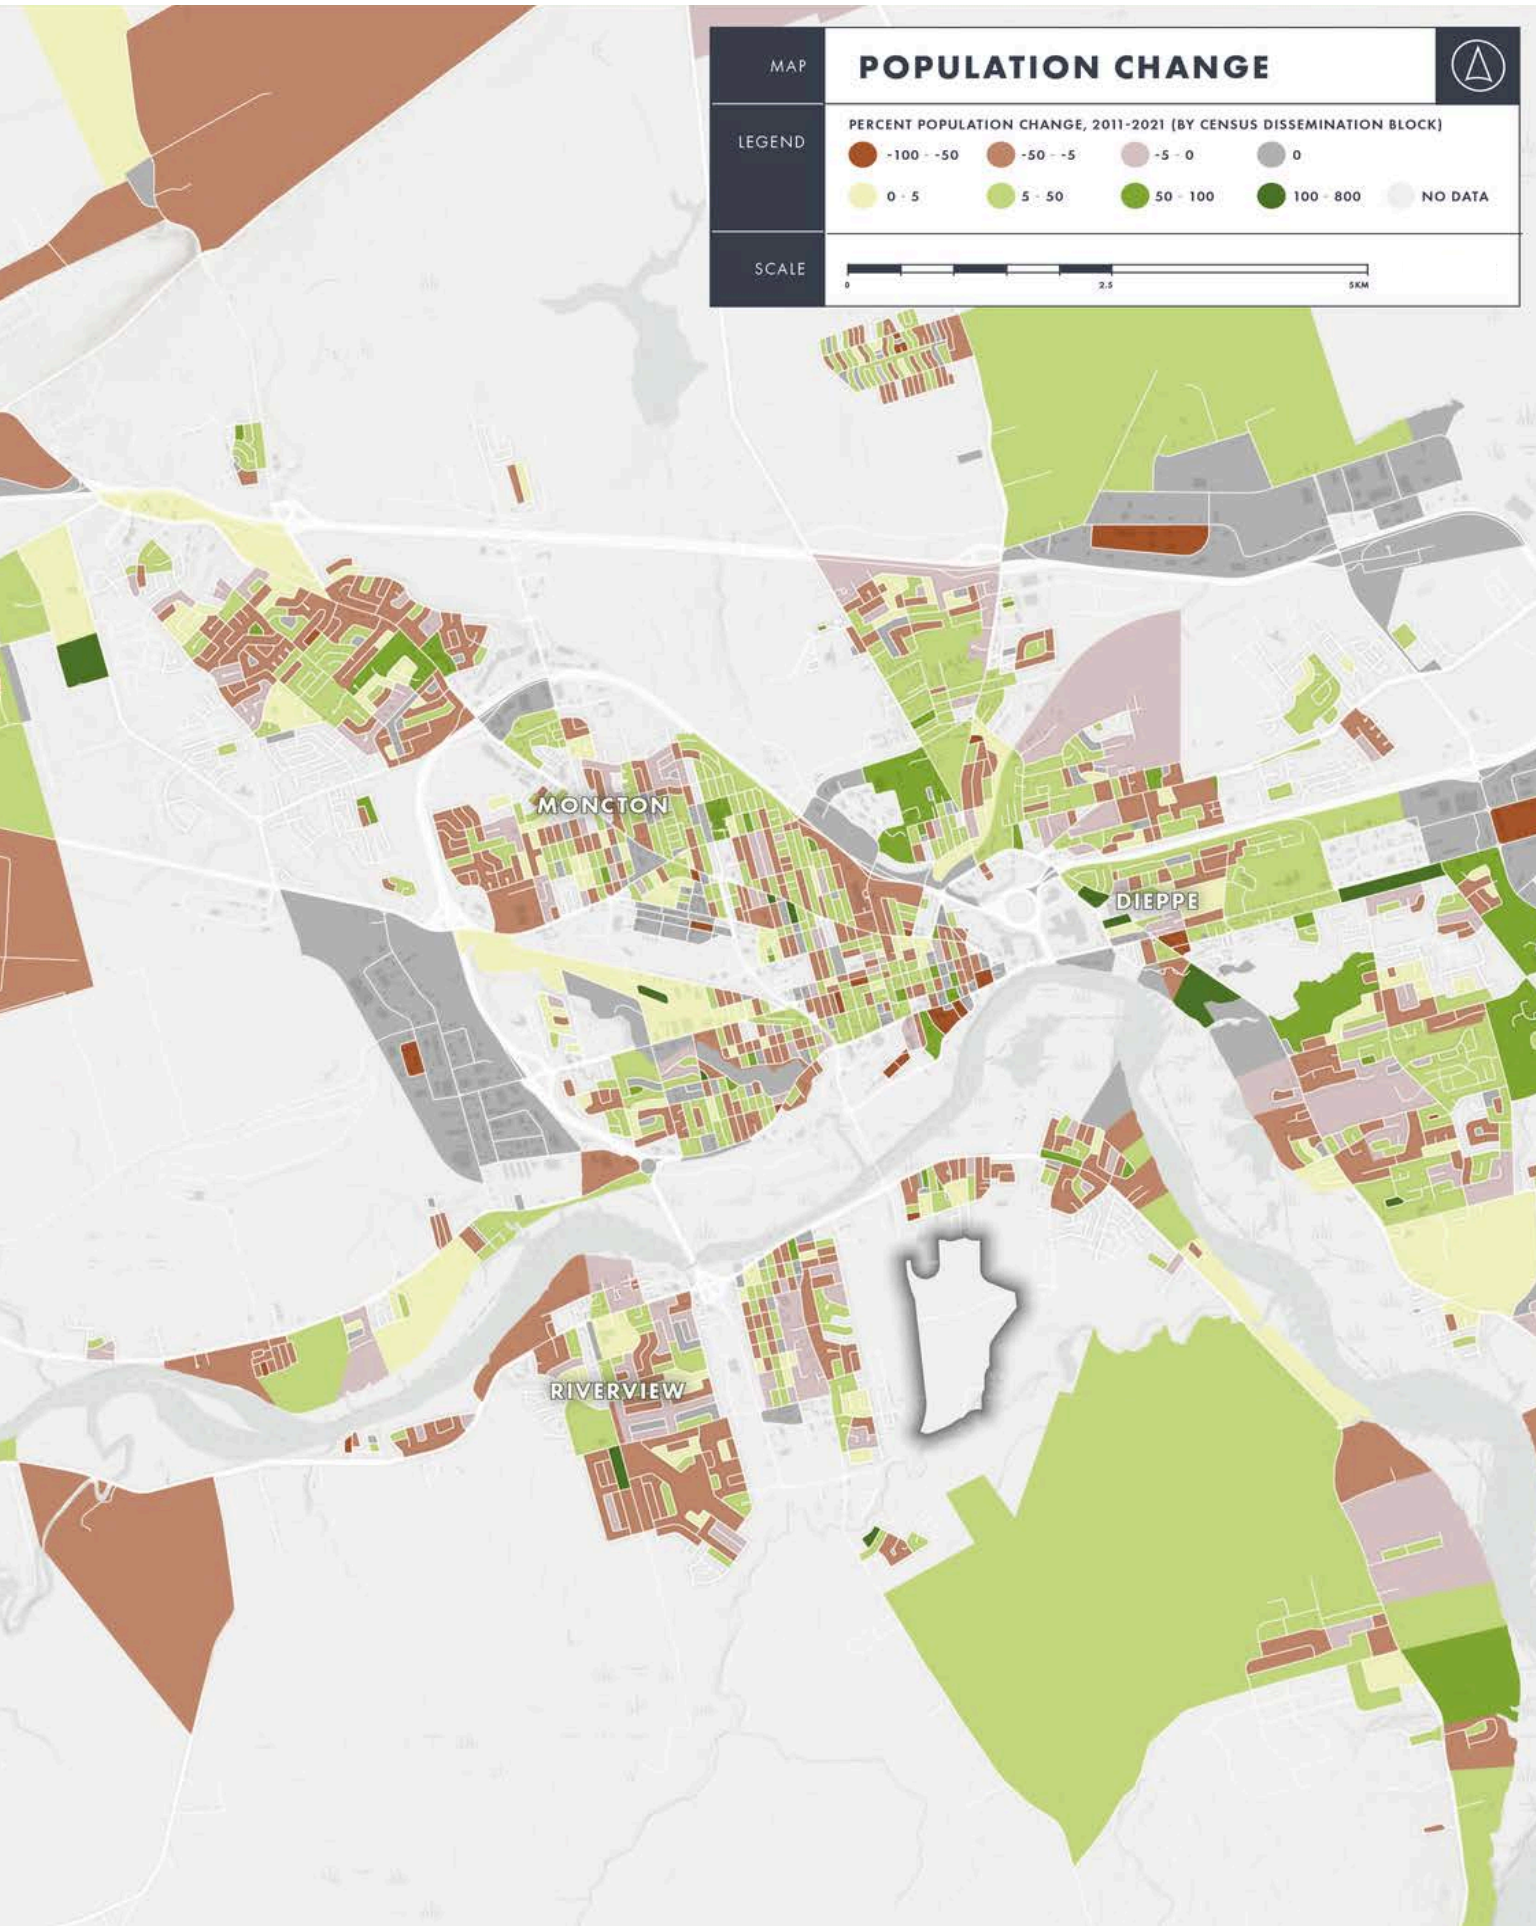 MAP
POPULATION CHANGE
LEGEND
PERCENT POPULATION CHANGE, 2011-2021 (BY CENSUS DISSEMINATION BLOCK)
-100 - -50
-50 - -5
-5 - 0
0
0 - 5
5 - 50
50 - 100
100 - 800
NO DATA
SCALE
0
2.5
5KM
MONCTON
DIEPPE
RIVERVIEW